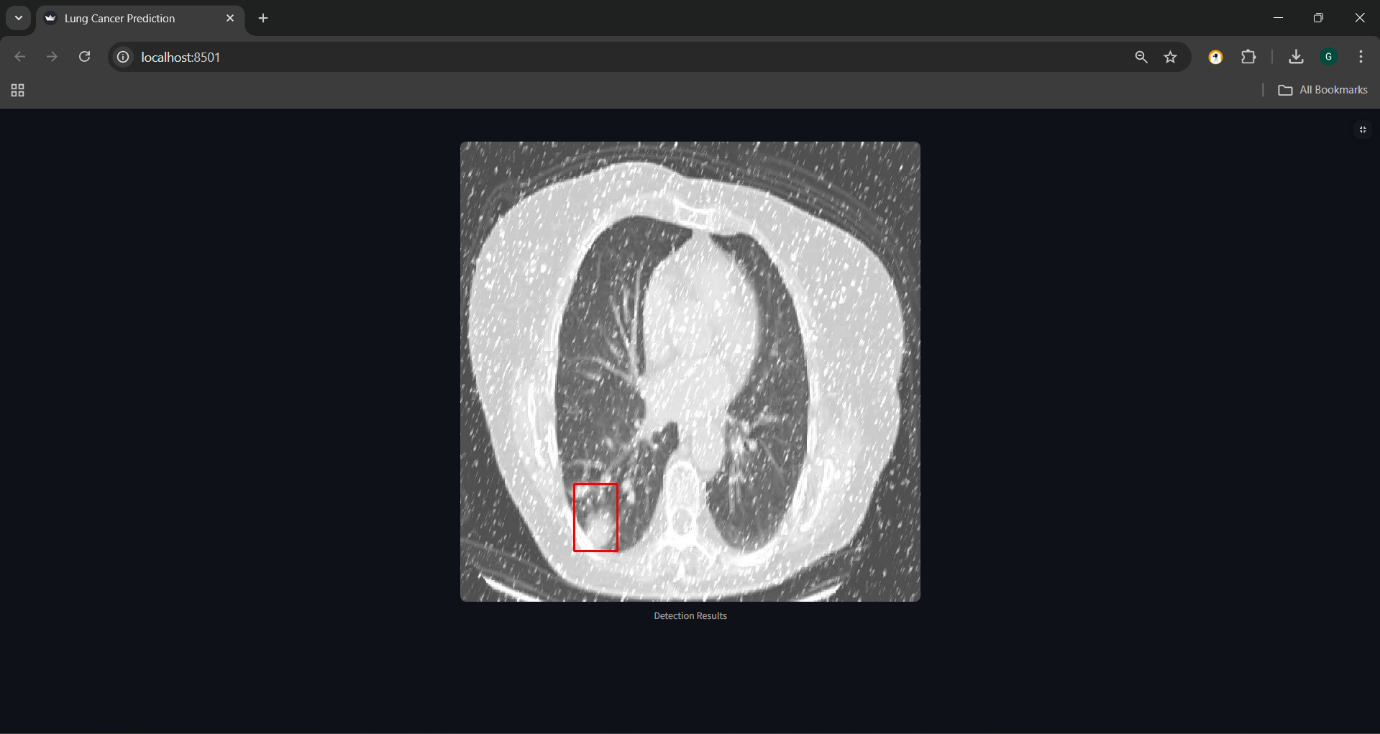 Lung Cancer Prediction
localhost:8501
G
All Bookmarks
Detection Results